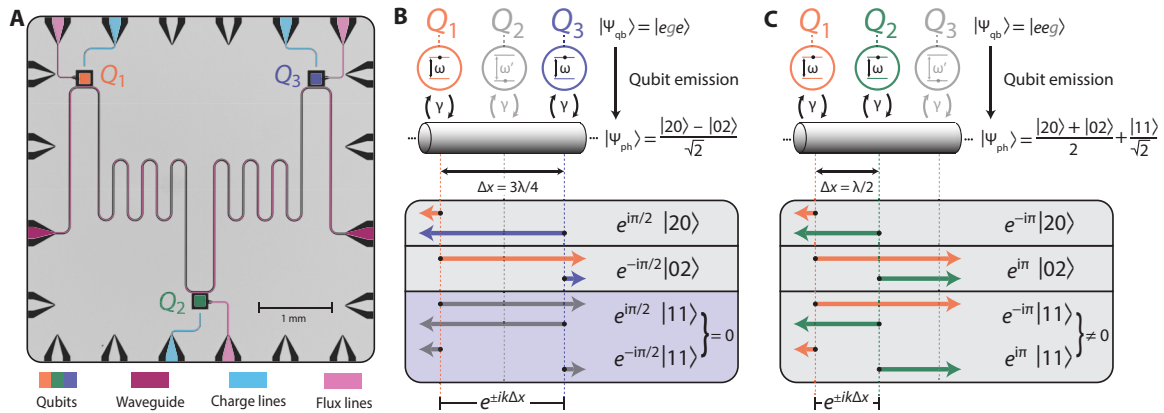 A
Q₁
Q₃
Q₂
1 mm
Qubits
Waveguide
Charge lines
Flux lines
B
Q₁
Q₂
Q₃
|Ψqb⟩ = |ege⟩
ω
ω′
ω
Qubit emission
γ
γ
γ
... ...
|Ψph⟩ = (|20⟩ − |02⟩)/√2
Δx = 3λ/4
e^{iπ/2} |20⟩
e^{-iπ/2} |02⟩
e^{iπ/2} |11⟩
e^{-iπ/2} |11⟩
} = 0
e^{±ikΔx}
C
Q₁
Q₂
Q₃
|Ψqb⟩ = |eeg⟩
ω
ω
ω′
Qubit emission
γ
γ
γ
... ...
|Ψph⟩ = (|20⟩ + |02⟩)/2 + |11⟩/√2
Δx = λ/2
e^{-iπ} |20⟩
e^{iπ} |02⟩
e^{-iπ} |11⟩
e^{iπ} |11⟩
} ≠ 0
e^{±ikΔx}